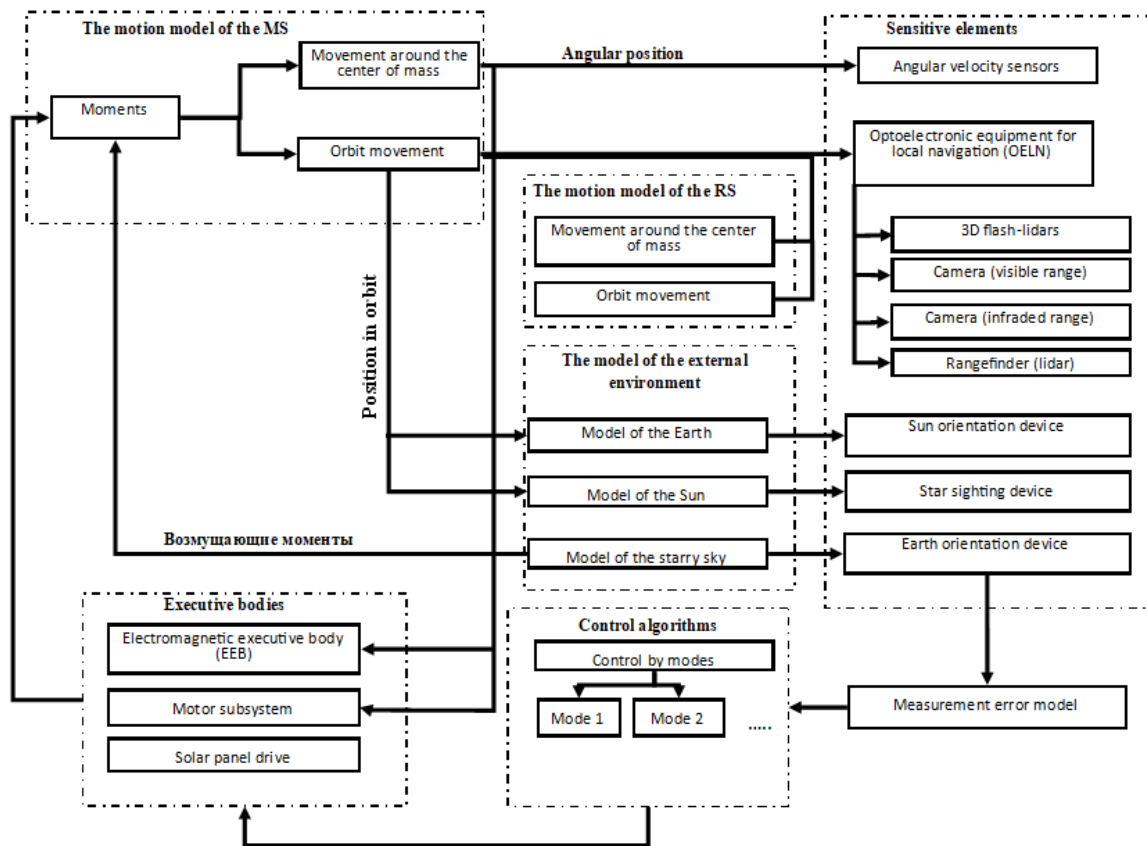 The motion model of the MS
Movement around the
center of mass
Moments
Orbit movement
Angular position
Sensitive elements
Angular velocity sensors
Optoelectronic equipment for
local navigation (OELN)
3D flash-lidars
Camera (visible range)
Camera (infraded range)
Rangefinder (lidar)
The motion model of the RS
Movement around the center
of mass
Orbit movement
Position in orbit
The model of the external
environment
Model of the Earth
Model of the Sun
Model of the starry sky
Sun orientation device
Star sighting device
Earth orientation device
Возмущающие моменты
Executive bodies
Electromagnetic executive body
(EEB)
Motor subsystem
Solar panel drive
Control algorithms
Control by modes
Mode 1
Mode 2
.....
Measurement error model